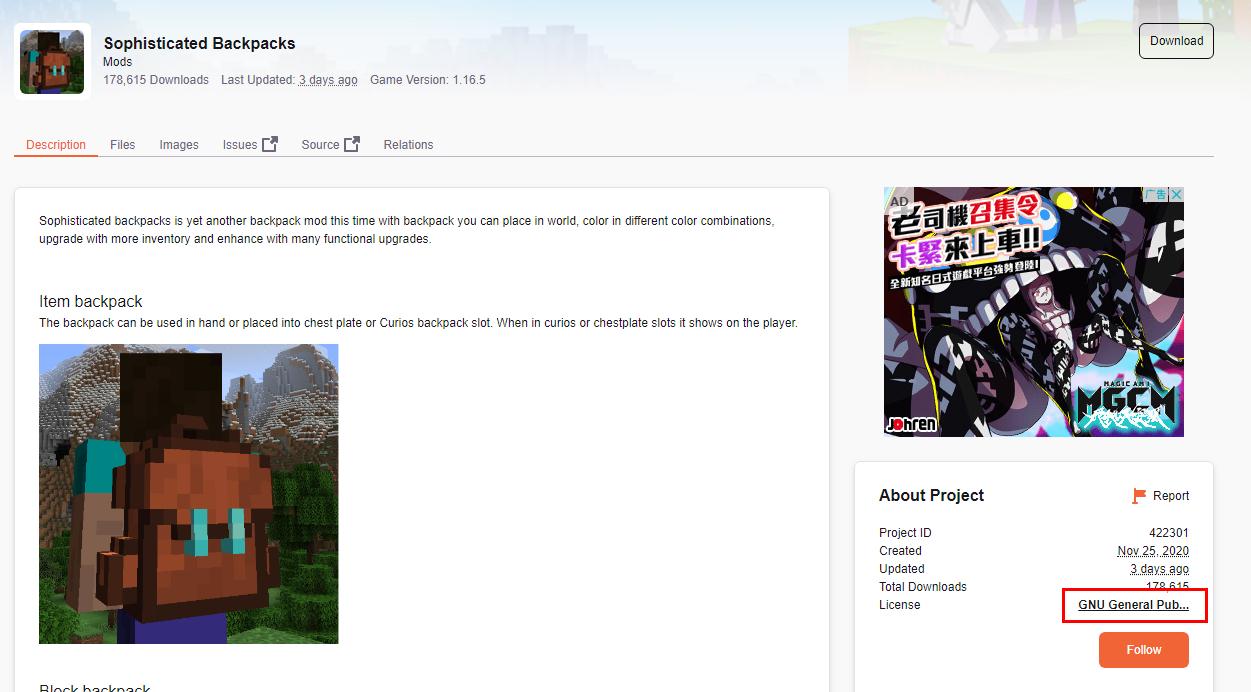 Sophisticated Backpacks
Download
Mods
178,615 Downloads Last Updated: 3 days ago Game Version: 1.16.5
Description Files Images Issues Source Relations
Sophisticated backpacks is yet another backpack mod this time with backpack you can place in world, color in different color combinations,
upgrade with more inventory and enhance with many functional upgrades.
Item backpack
The backpack can be used in hand or placed into chest plate or Curios backpack slot. When in curios or chestplate slots it shows on the player.
Block backpack
AD
广告
老司機召集令
卡緊來上車!!
全新知名日式遊戲平台強勢登陸!
MAGICAMI
MGCM
Johren
About Project
Report
Project ID 422301
Created Nov 25, 2020
Updated 3 days ago
Total Downloads 178,615
License GNU General Pub...
Follow